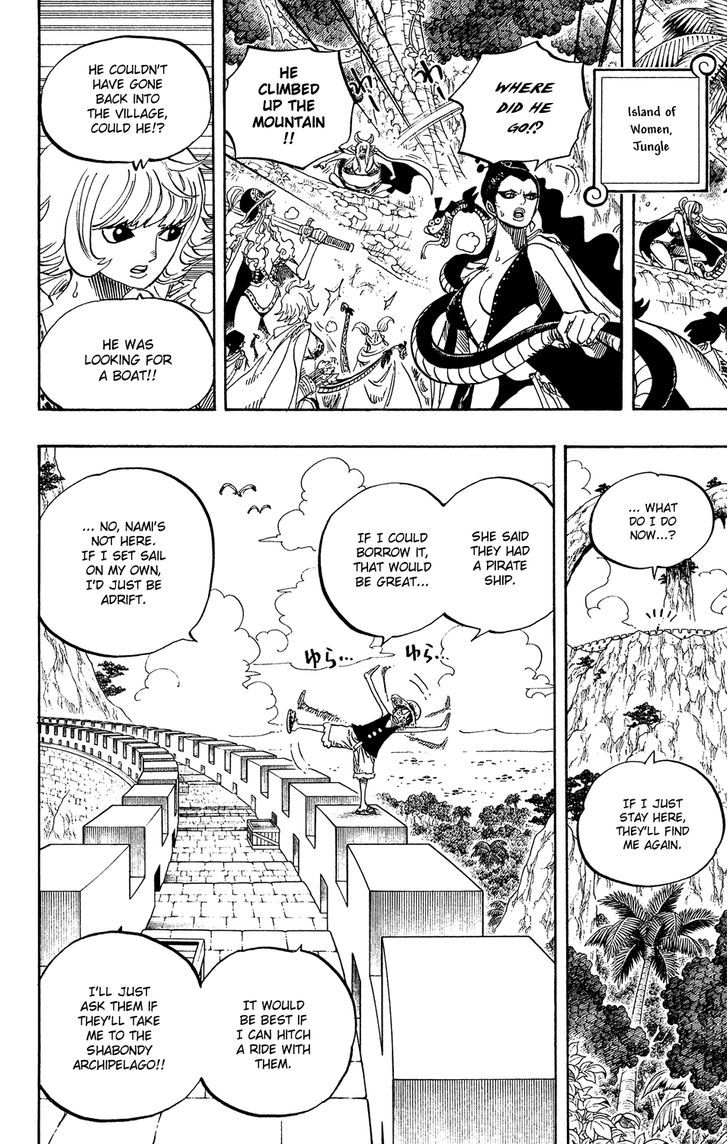 Island of
Women,
Jungle
WHERE
DID HE
GO!?
HE
CLIMBED
UP THE
MOUNTAIN
!!
わー
わー
HE COULDN'T
HAVE GONE
BACK INTO
THE VILLAGE,
COULD HE!?
HE WAS
LOOKING FOR
A BOAT!!
... WHAT
DO I DO
NOW...?
IF I JUST
STAY HERE,
THEY'LL FIND
ME AGAIN.
SHE SAID
THEY HAD
A PIRATE
SHIP.
IF I COULD
BORROW IT,
THAT WOULD
BE GREAT...
ゆら...
ゆら...
... NO, NAMI'S
NOT HERE.
IF I SET SAIL
ON MY OWN,
I'D JUST BE
ADRIFT.
IT WOULD
BE BEST IF
I CAN HITCH
A RIDE WITH
THEM.
I'LL JUST
ASK THEM IF
THEY'LL TAKE
ME TO THE
SHABONDY
ARCHIPELAGO!!